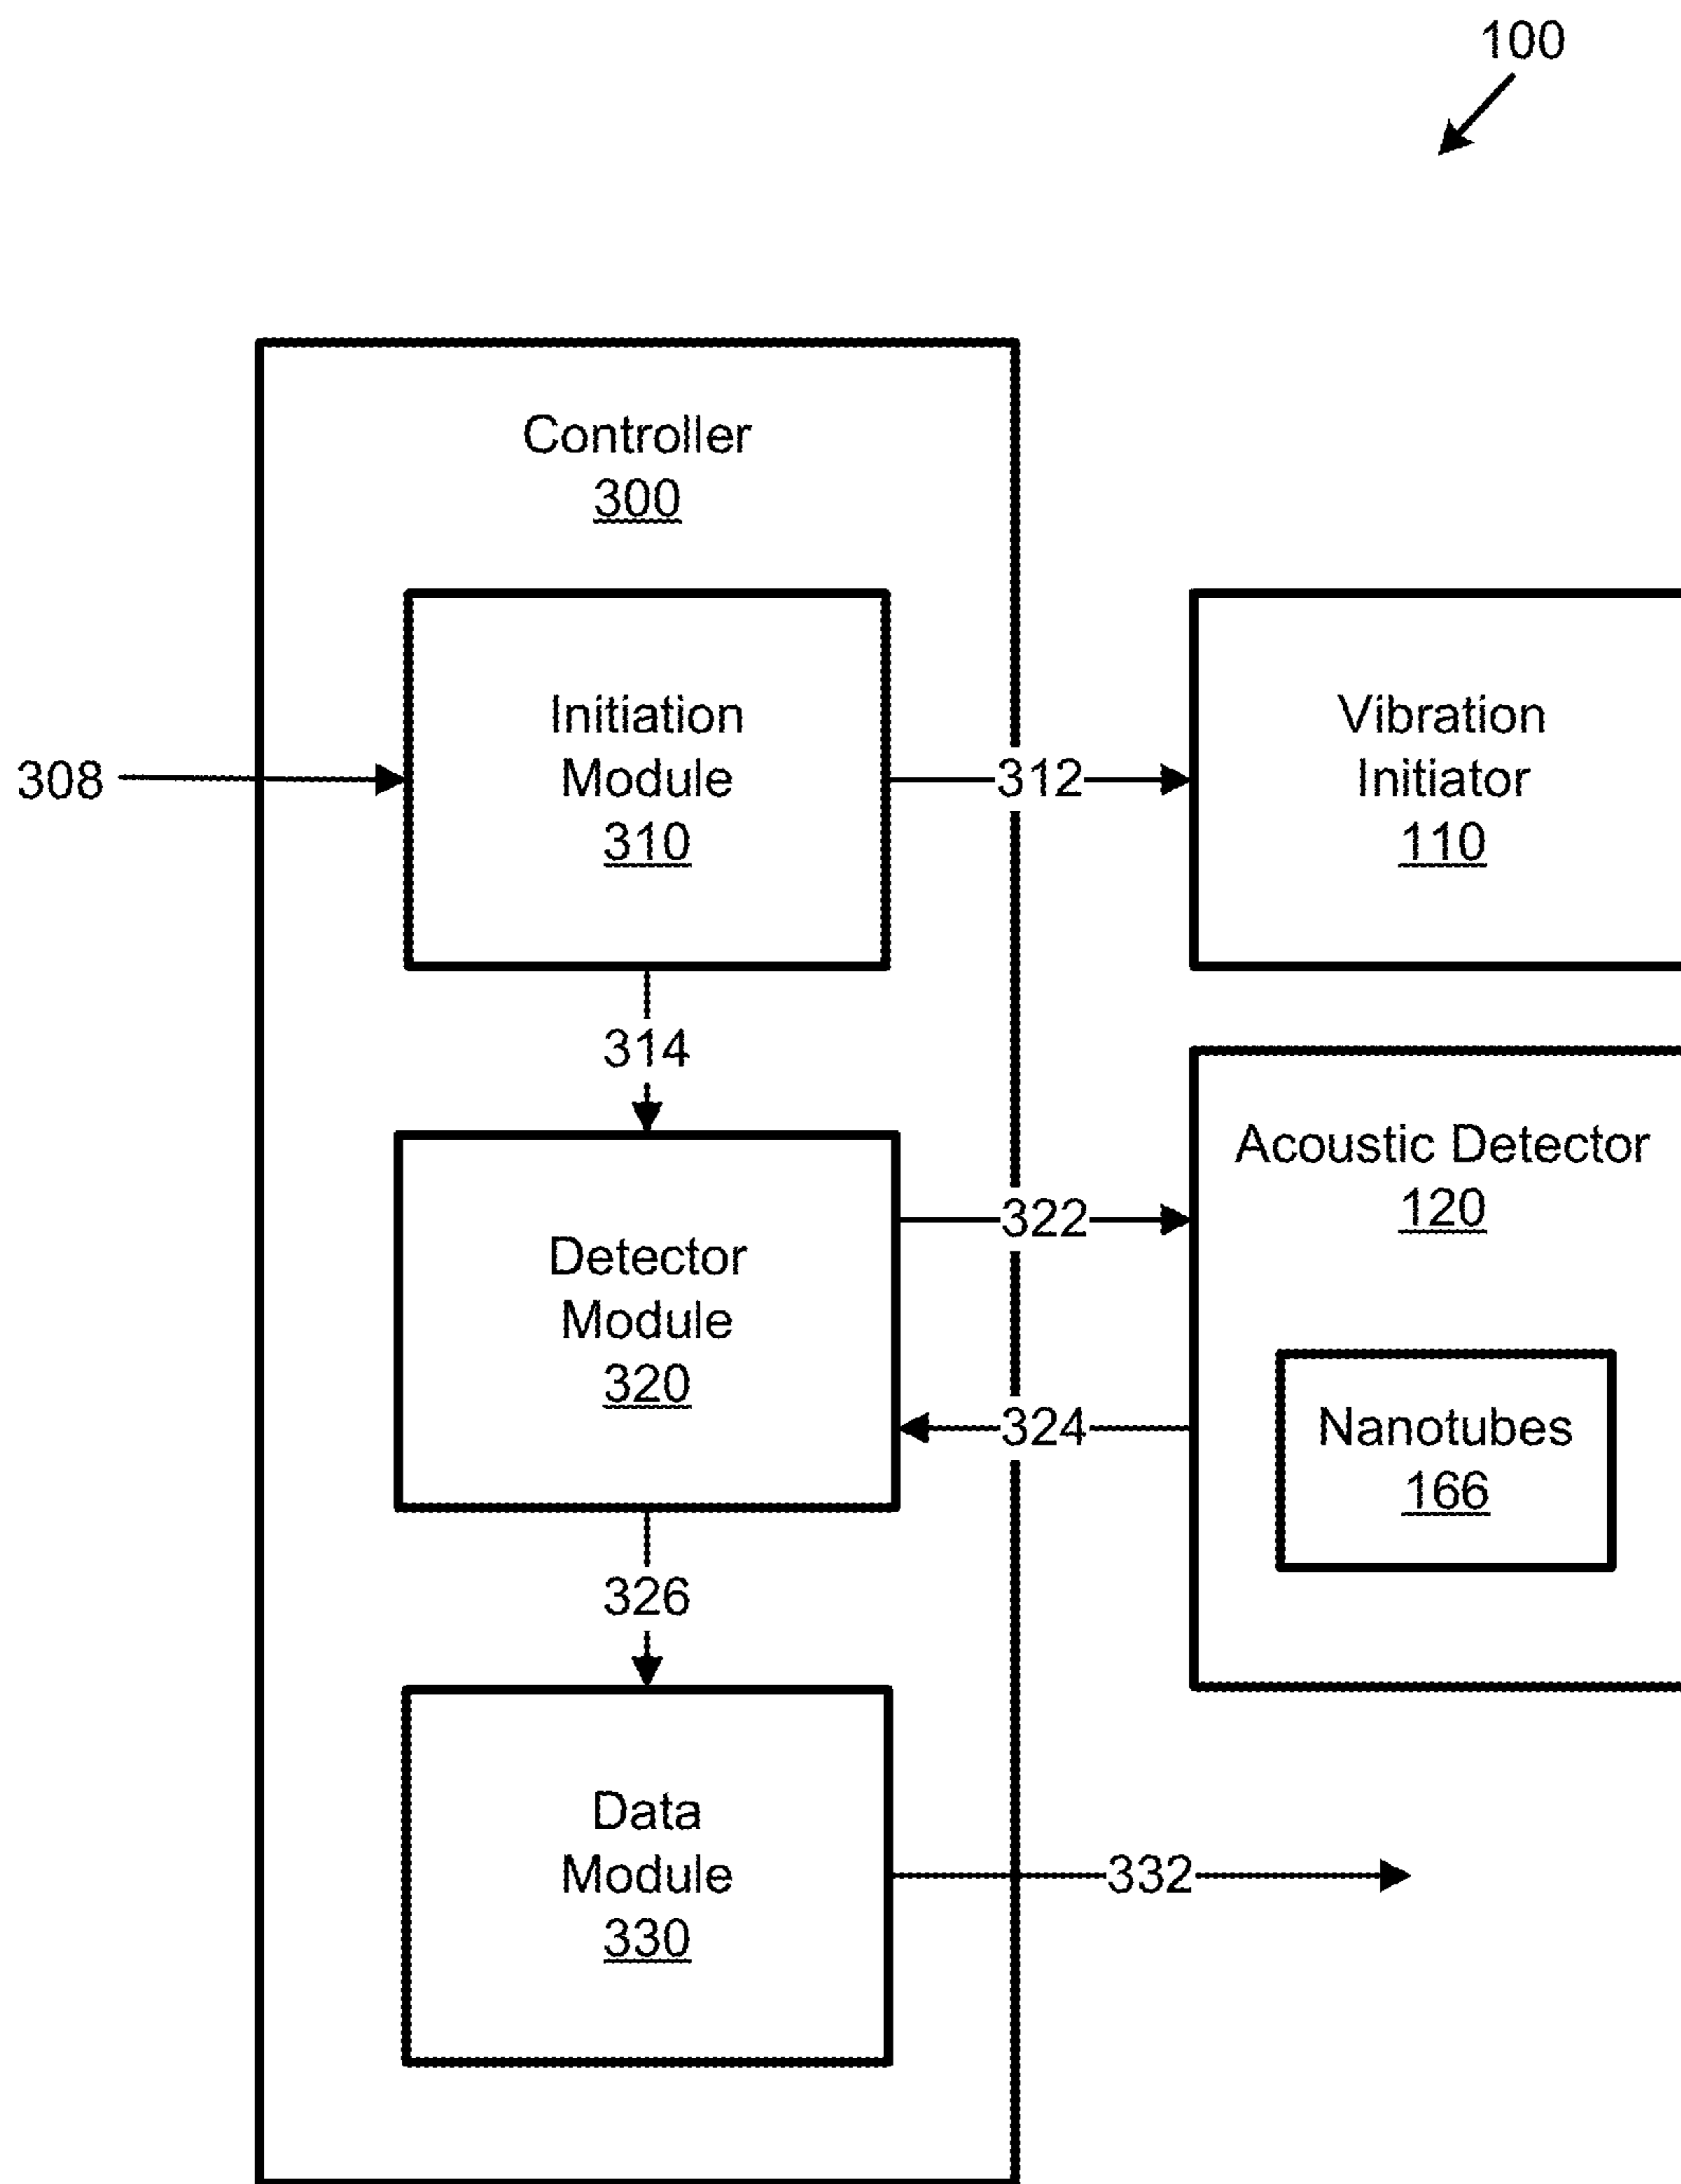 100
Controller
300
Initiation
Module
310
308
312
Vibration
Initiator
110
314
Acoustic Detector
120
322
Detector
Module
320
324
Nanotubes
166
326
Data
Module
330
332